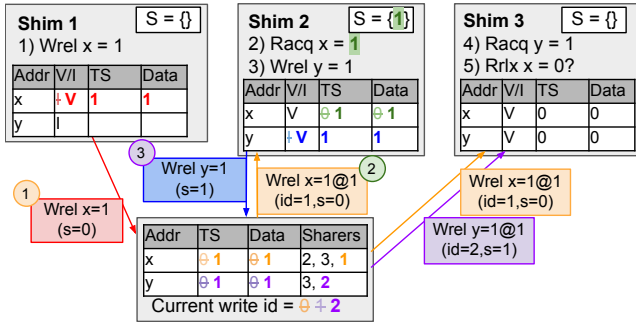 Shim 1
S = {}
1) Wrel x = 1
Addr V/I TS Data
x I V 1 1
y I
Shim 2
S = {1}
2) Racq x = 1
3) Wrel y = 1
Addr V/I TS Data
x V 0 1 0 1
y I V 1 1
Shim 3
S = {}
4) Racq y = 1
5) Rrlx x = 0?
Addr V/I TS Data
x V 0 0
y V 0 0
1
Wrel x=1
(s=0)
3
Wrel y=1
(s=1)
2
Wrel x=1@1
(id=1,s=0)
Wrel x=1@1
(id=1,s=0)
Wrel y=1@1
(id=2,s=1)
Addr TS Data Sharers
x 0 1 0 1 2, 3, 1
y 0 1 0 1 3, 2
Current write id = 0 1 2